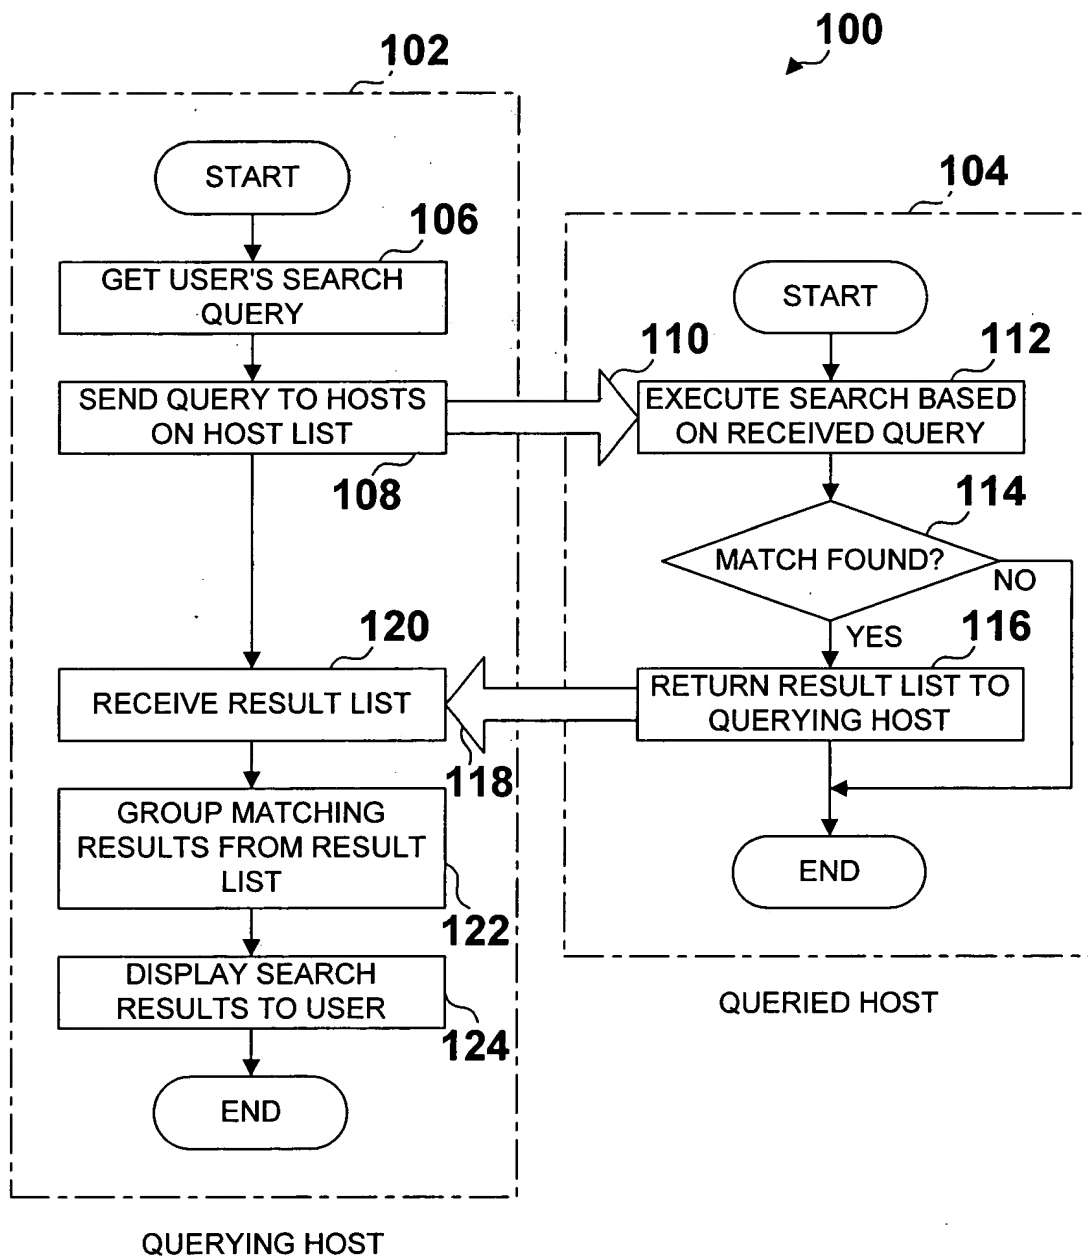 100
102
START
106
GET USER'S SEARCH
QUERY
SEND QUERY TO HOSTS
ON HOST LIST
108
120
RECEIVE RESULT LIST
118
GROUP MATCHING
RESULTS FROM RESULT
LIST
122
DISPLAY SEARCH
RESULTS TO USER
124
END
QUERYING HOST
104
START
110
112
EXECUTE SEARCH BASED
ON RECEIVED QUERY
114
MATCH FOUND?
NO
YES
116
RETURN RESULT LIST TO
QUERYING HOST
END
QUERIED HOST